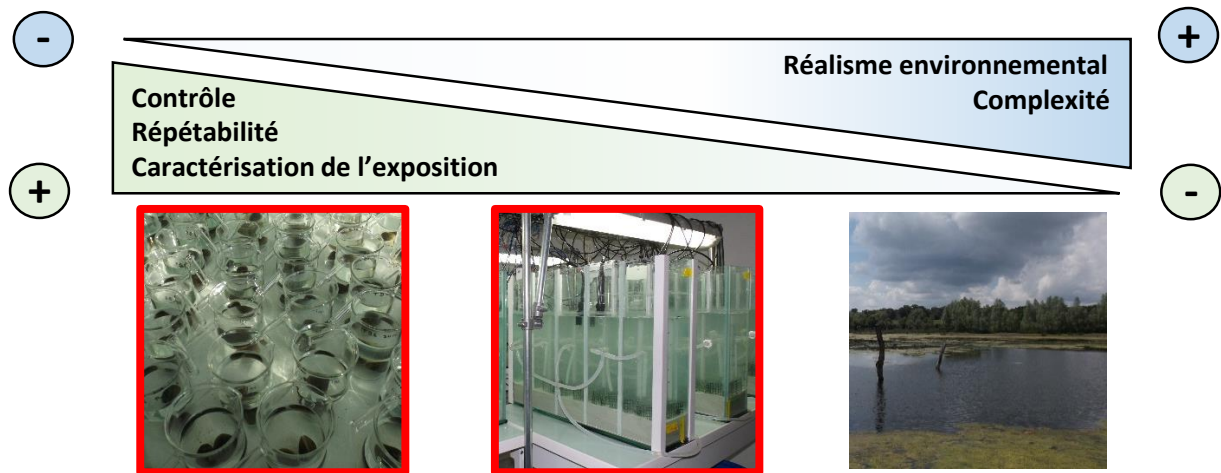 -
+
Réalisme environnemental
Complexité
Contrôle
Répétabilité
Caractérisation de l'exposition
+
-